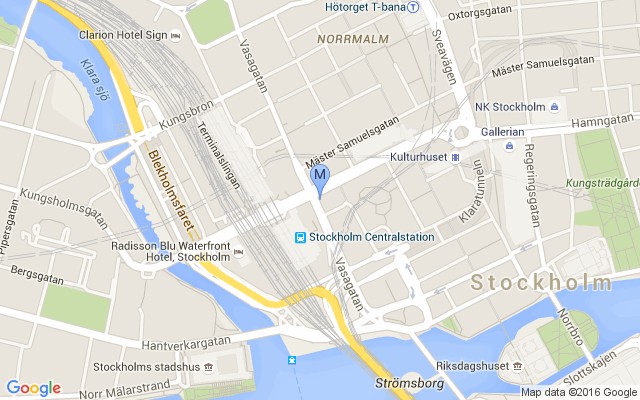 Hötorget T-bana
Oxtorgsgatan
Clarion Hotel Sign
NORRMALM
Sveavägen
Vasagatan
Mäster Samuelsgatan
Klara sjö
Kungsbron
NK Stockholm
Hamngatan
Terminalslingan
Mäster Samuelsgatan
Gallerian
Kulturhuset
Blekholmsfaret
M
Regeringsgatan
Kungsträdgår
Klaratunneln
Kungsholmsgatan
Pipersgatan
Radisson Blu Waterfront
Hotel, Stockholm
Stockholm Centralstation
Bergsgatan
Vasagatan
Stockholm
Norrbro
Hantverkargatan
Stockholms stadshus
Riksdagshuset
Slottskajen
Strömsborg
Norr Mälarstrand
Google
Map data ©2016 Google